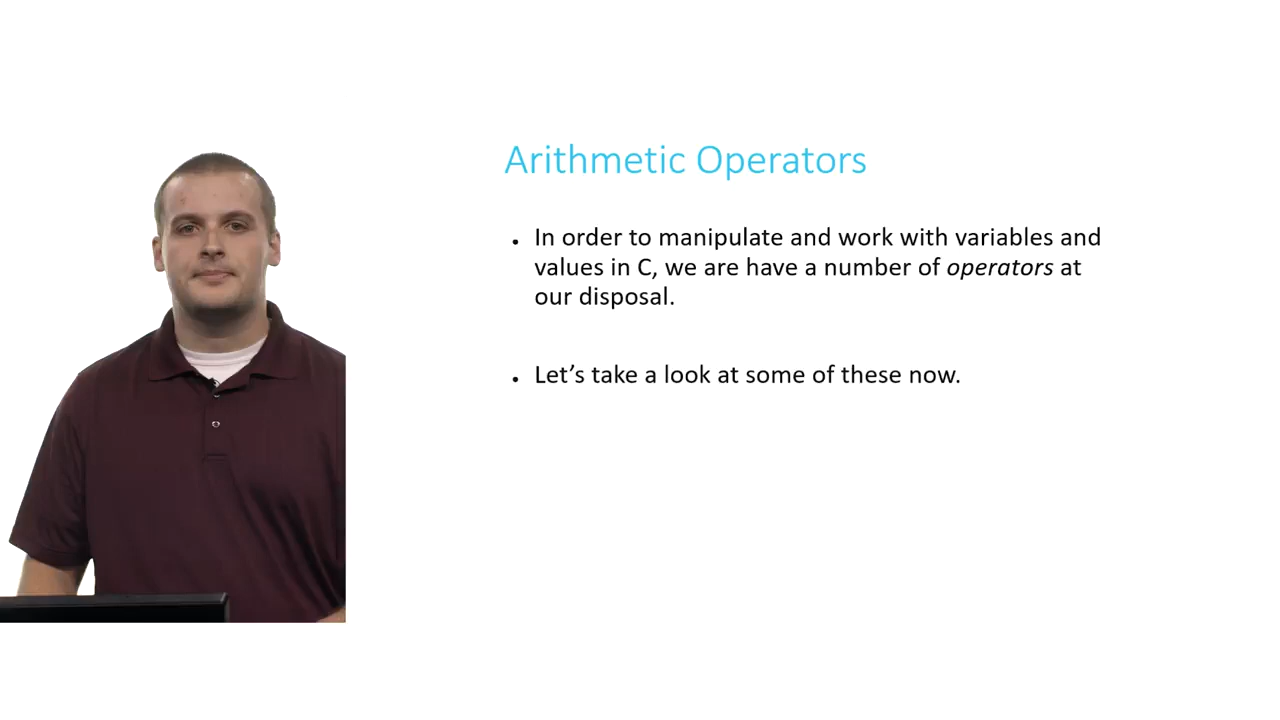 Arithmetic Operators
• In order to manipulate and work with variables and
values in C, we are have a number of operators at
our disposal.
• Let’s take a look at some of these now.